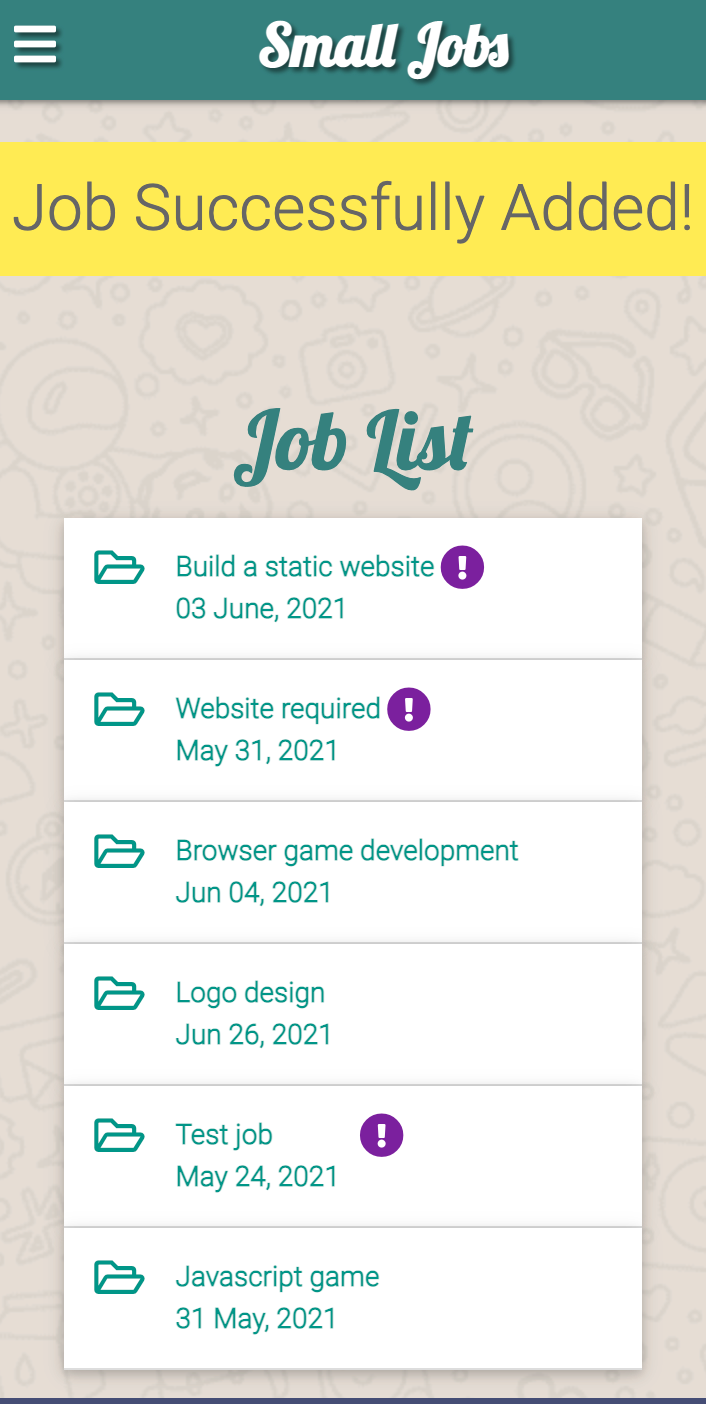 Small Jobs
Job Successfully Added!
Job List
Build a static website
03 June, 2021
Website required
May 31, 2021
Browser game development
Jun 04, 2021
Logo design
Jun 26, 2021
Test job
May 24, 2021
Javascript game
31 May, 2021